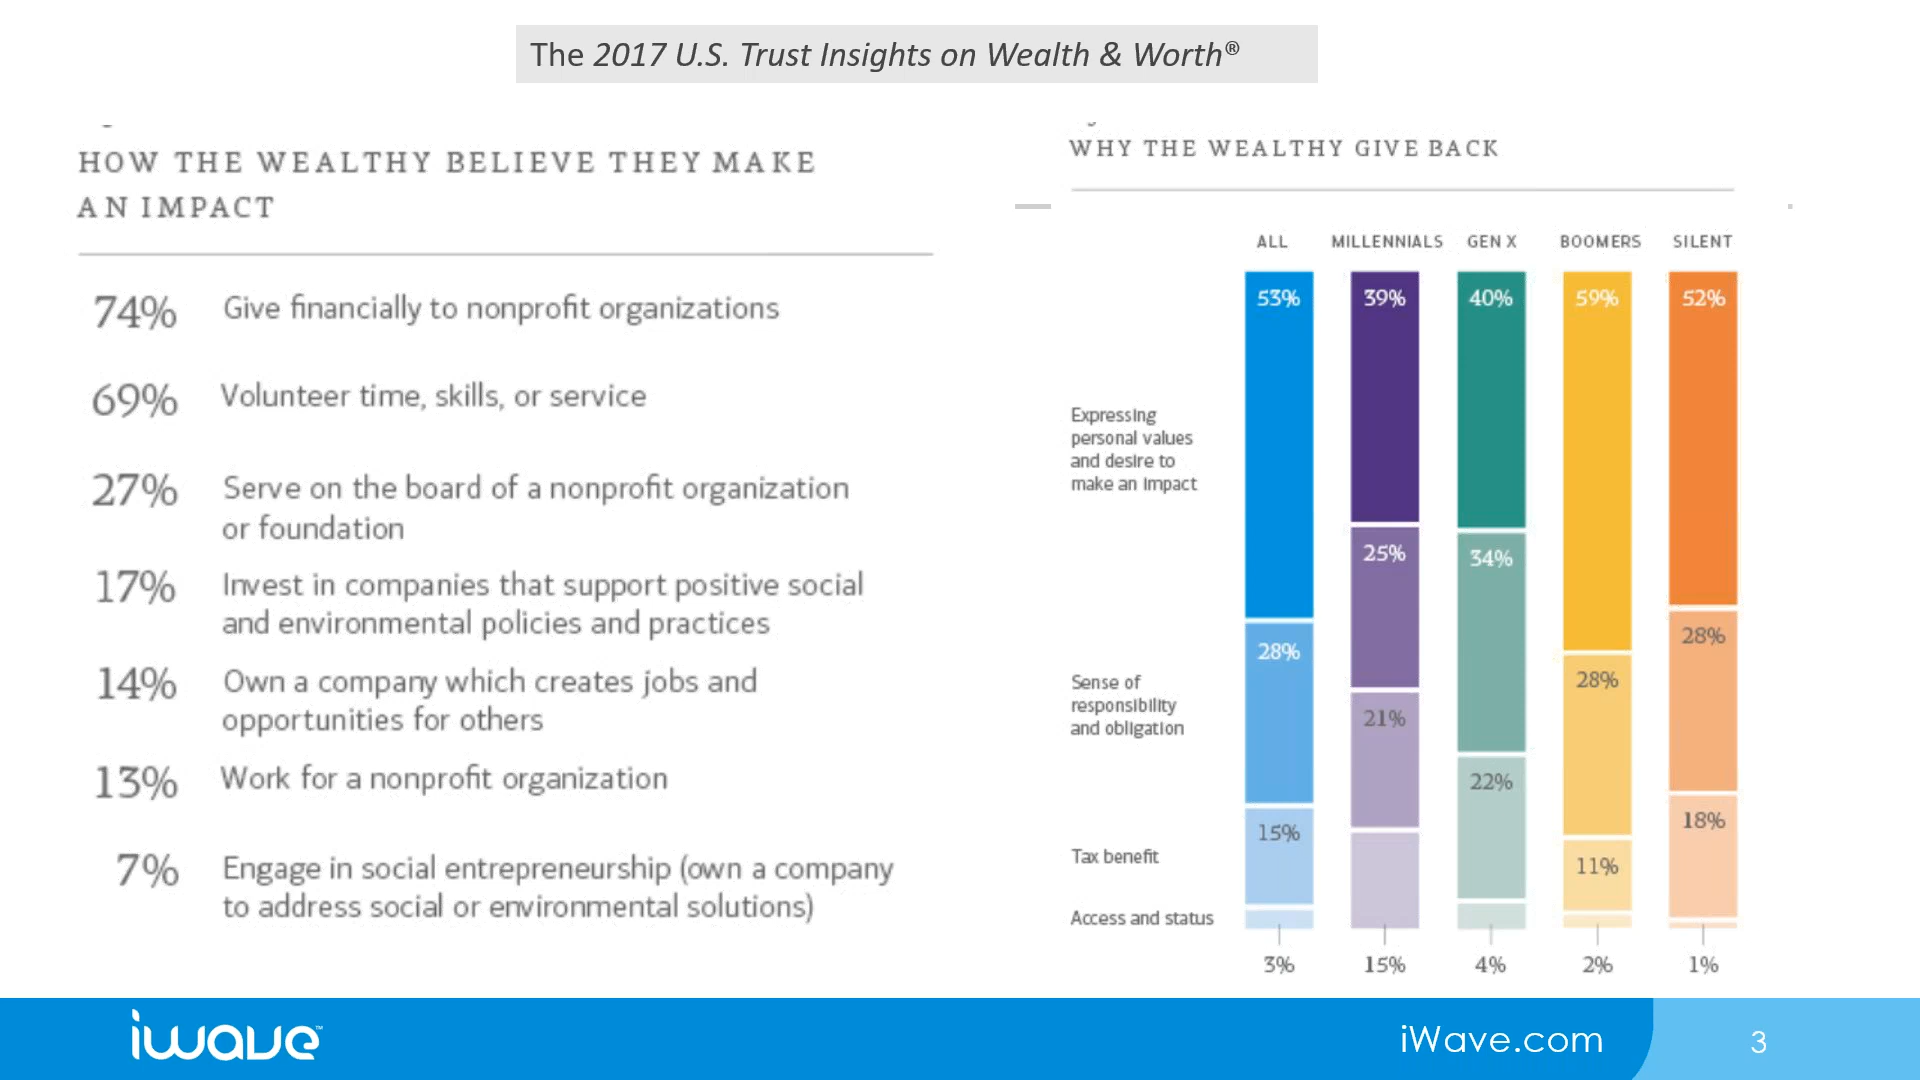 The 2017 U.S. Trust Insights on Wealth & Worth®
HOW THE WEALTHY BELIEVE THEY MAKE
AN IMPACT
74% Give financially to nonprofit organizations
69% Volunteer time, skills, or service
27% Serve on the board of a nonprofit organization
or foundation
17% Invest in companies that support positive social
and environmental policies and practices
14% Own a company which creates jobs and
opportunities for others
13% Work for a nonprofit organization
7% Engage in social entrepreneurship (own a company
to address social or environmental solutions)
WHY THE WEALTHY GIVE BACK
ALL MILLENNIALS GEN X BOOMERS SILENT
53% 39% 40% 59% 52%
Expressing
personal values
and desire to
make an impact
25% 34%
28% 28% 28%
Sense of
responsibility
and obligation
21% 22%
15% 11% 18%
Tax benefit
Access and status
3% 15% 4% 2% 1%
iwave™
iWave.com
3